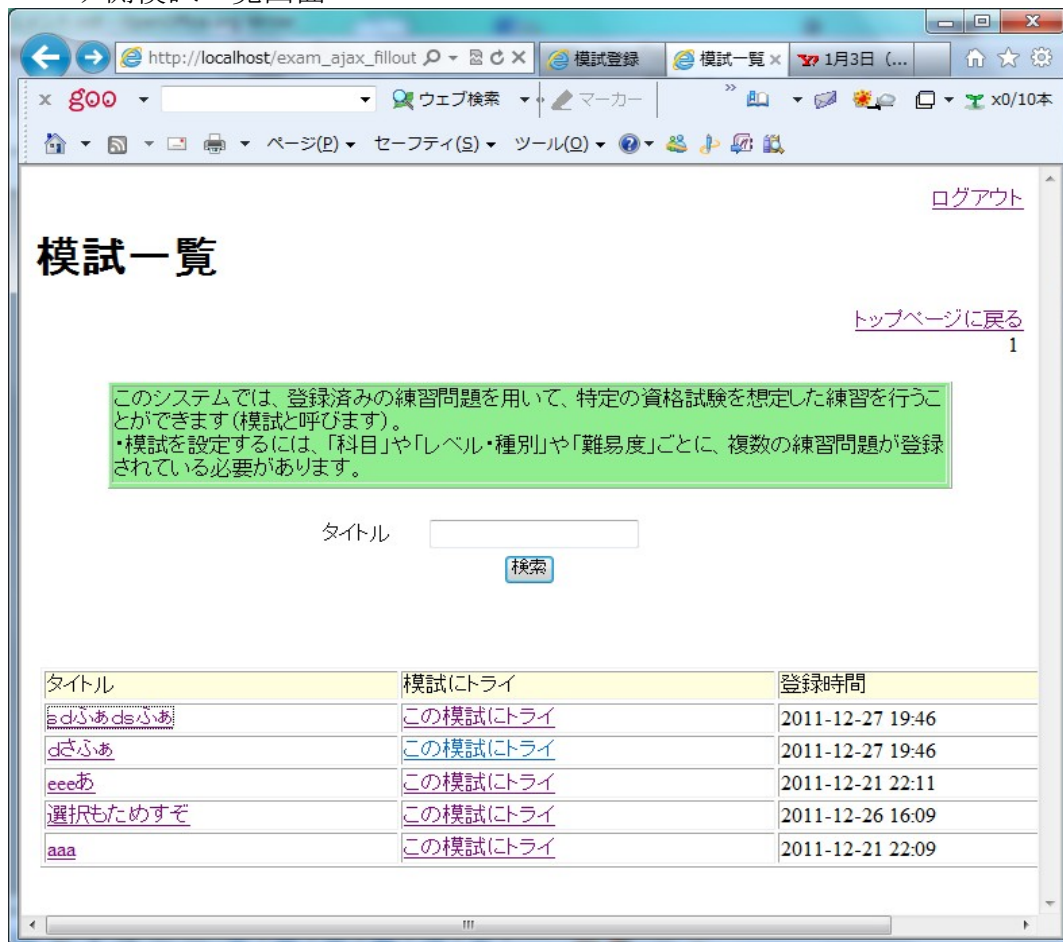 http://localhost/exam_ajax_fillout
模試登録
模試一覧
1月3日 (...
goo
ウェブ検索
マーカー
x0/10本
ページ(P)
セーフティ(S)
ツール(O)
ログアウト
模試一覧
トップページに戻る
1
このシステムでは、登録済みの練習問題を用いて、特定の資格試験を想定した練習を行うこ
とができます(模試と呼びます)。
・模試を設定するには、「科目」や「レベル・種別」や「難易度」ごとに、複数の練習問題が登録
されている必要があります。
タイトル
検索
タイトル 模試にトライ 登録時間
sdふぁdsふぁ この模試にトライ 2011-12-27 19:46
dさふぁ この模試にトライ 2011-12-27 19:46
eeeあ この模試にトライ 2011-12-21 22:11
選択もためすぞ この模試にトライ 2011-12-26 16:09
aaa この模試にトライ 2011-12-21 22:09